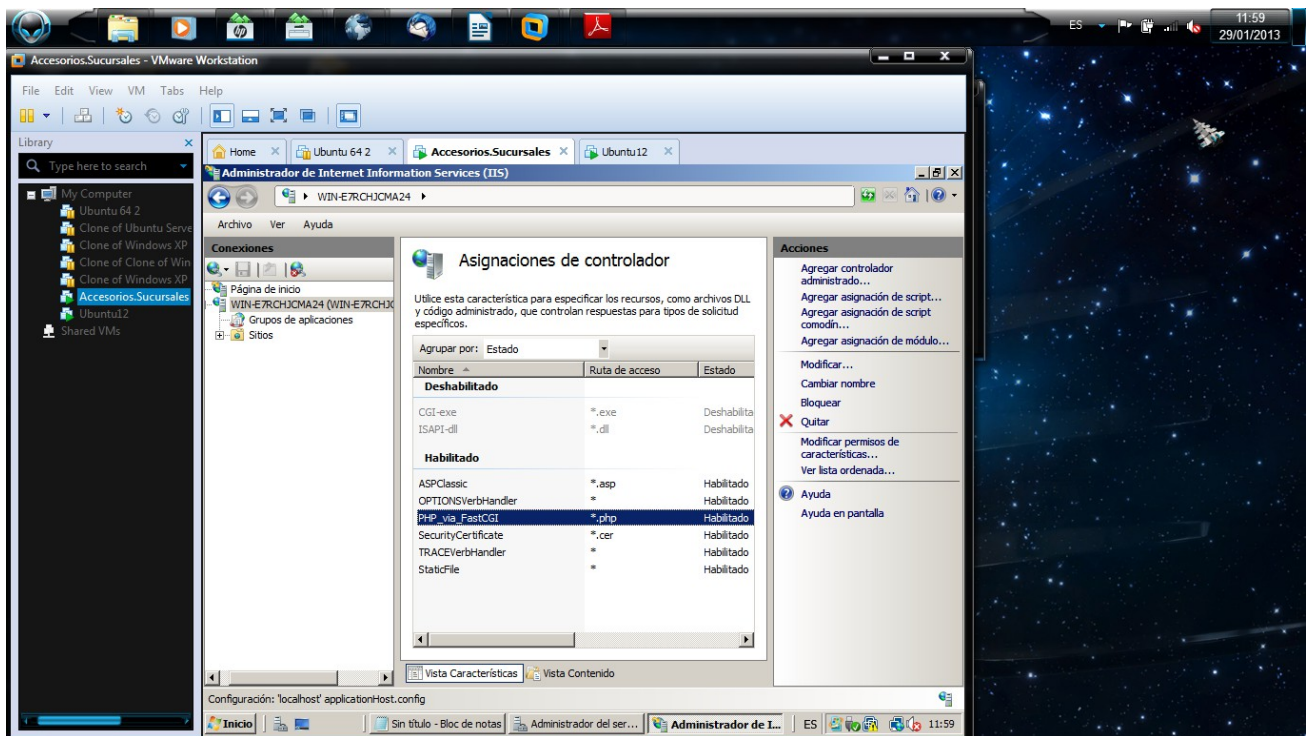 ES
11:59
29/01/2013
Accesorios.Sucursales - VMware Workstation
File Edit View VM Tabs Help
Library
Type here to search
My Computer
Ubuntu 64 2
Clone of Ubuntu Serve
Clone of Windows XP
Clone of Clone of Win
Clone of Windows XP
Accesorios.Sucursales
Ubuntu12
Shared VMs
Home
Ubuntu 64 2
Accesorios.Sucursales
Ubuntu12
Administrador de Internet Information Services (IIS)
WIN-E7RCHJCMA24
Archivo Ver Ayuda
Conexiones
Página de inicio
WIN-E7RCHJCMA24 (WIN-E7RCHJC
Grupos de aplicaciones
Sitios
Asignaciones de controlador
Utilice esta característica para especificar los recursos, como archivos DLL
y código administrado, que controlan respuestas para tipos de solicitud
específicos.
Agrupar por: Estado
Nombre Ruta de acceso Estado
Deshabilitado
CGI-exe *.exe Deshabilita
ISAPI-dll *.dll Deshabilita
Habilitado
ASPClassic *.asp Habilitado
OPTIONSVerbHandler * Habilitado
PHP_via_FastCGI *.php Habilitado
SecurityCertificate *.cer Habilitado
TRACEVerbHandler * Habilitado
StaticFile * Habilitado
Vista Características Vista Contenido
Acciones
Agregar controlador
administrado...
Agregar asignación de script...
Agregar asignación de script
comodín...
Agregar asignación de módulo...
Modificar...
Cambiar nombre
Bloquear
Quitar
Modificar permisos de
características...
Ver lista ordenada...
Ayuda
Ayuda en pantalla
Configuración: 'localhost' applicationHost.config
Inicio
Sin título - Bloc de notas
Administrador del ser...
Administrador de I...
ES
11:59